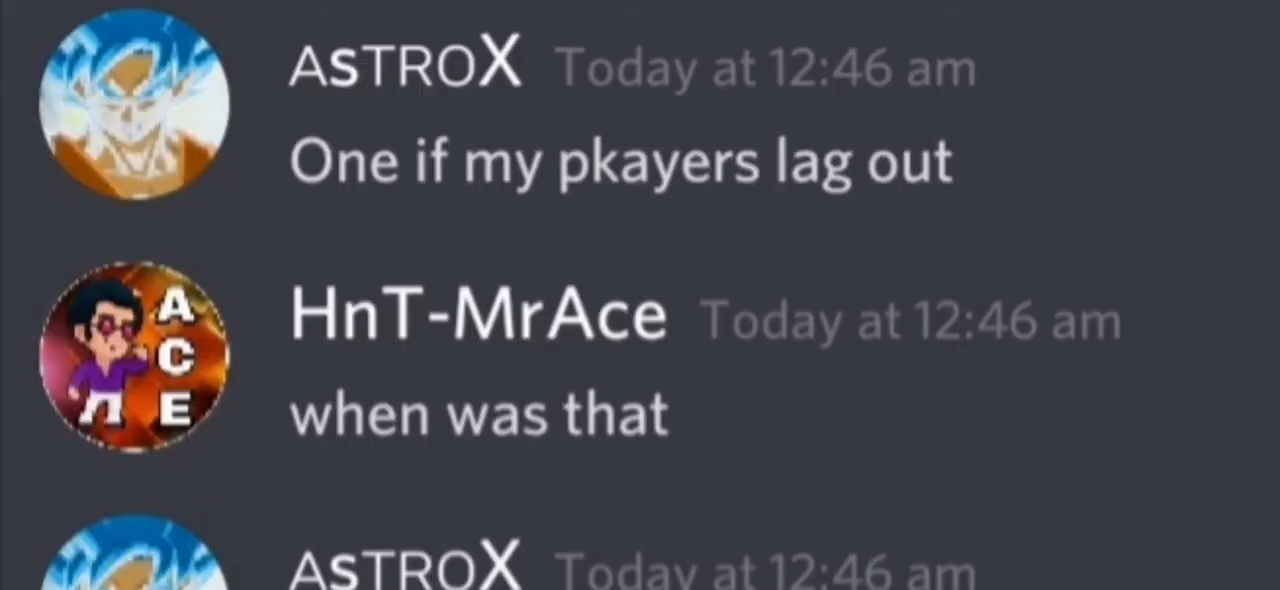 AsTROX Today at 12:46 am
One if my pkayers lag out
A
C
E
HnT-MrAce Today at 12:46 am
when was that
AsTROX Today at 12:46 am